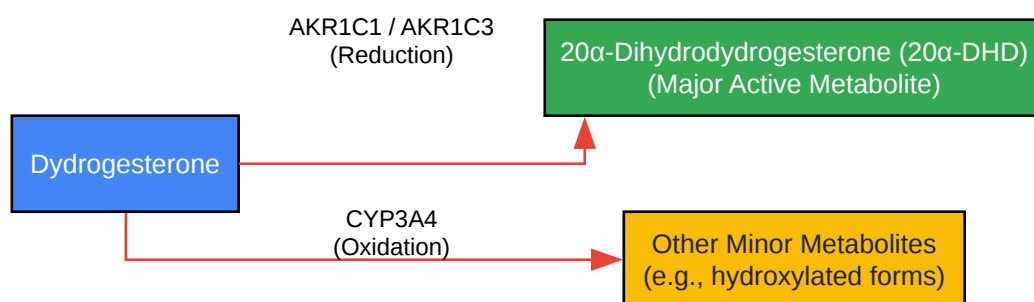 AKR1C1 / AKR1C3
(Reduction)
20α-Dihydrodydrogesterone (20α-DHD)
(Major Active Metabolite)
Dydrogesterone
CYP3A4
(Oxidation)
Other Minor Metabolites
(e.g., hydroxylated forms)